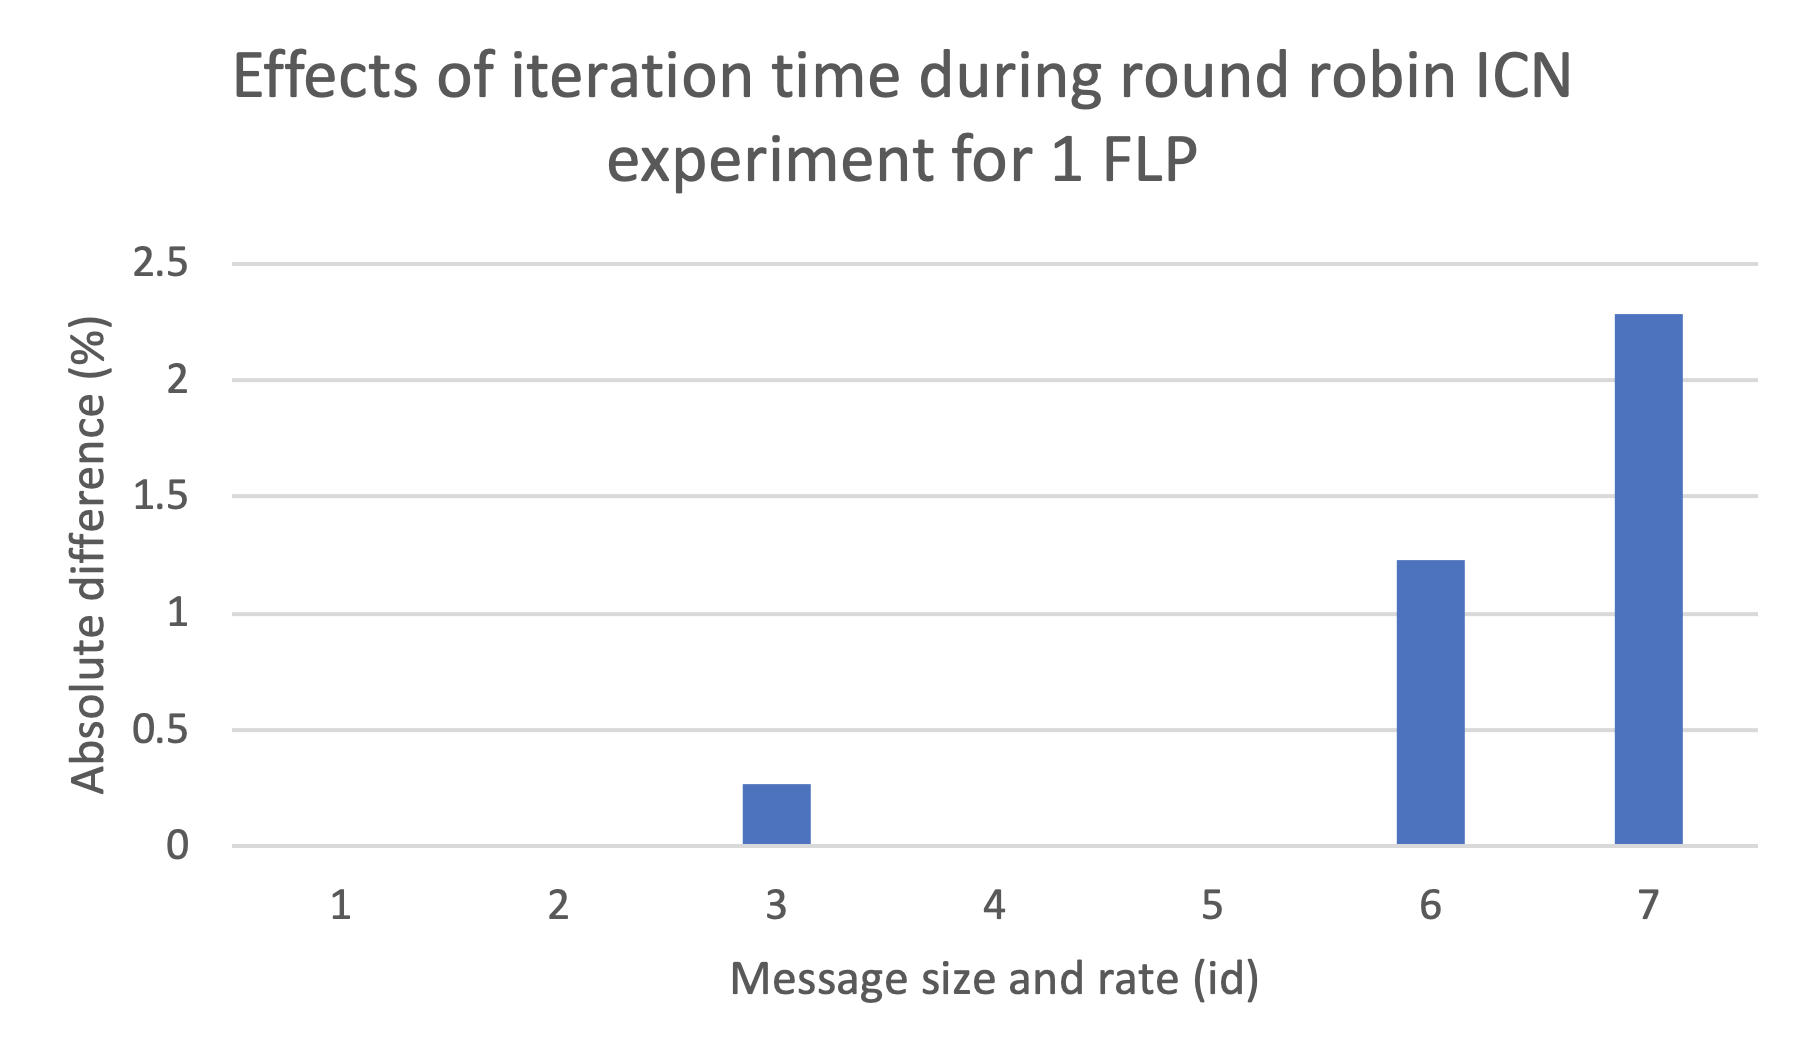 Effects of iteration time during round robin ICN
experiment for 1 FLP
Absolute difference (%)
2.5
2
1.5
1
0.5
0
1 2 3 4 5 6 7
Message size and rate (id)